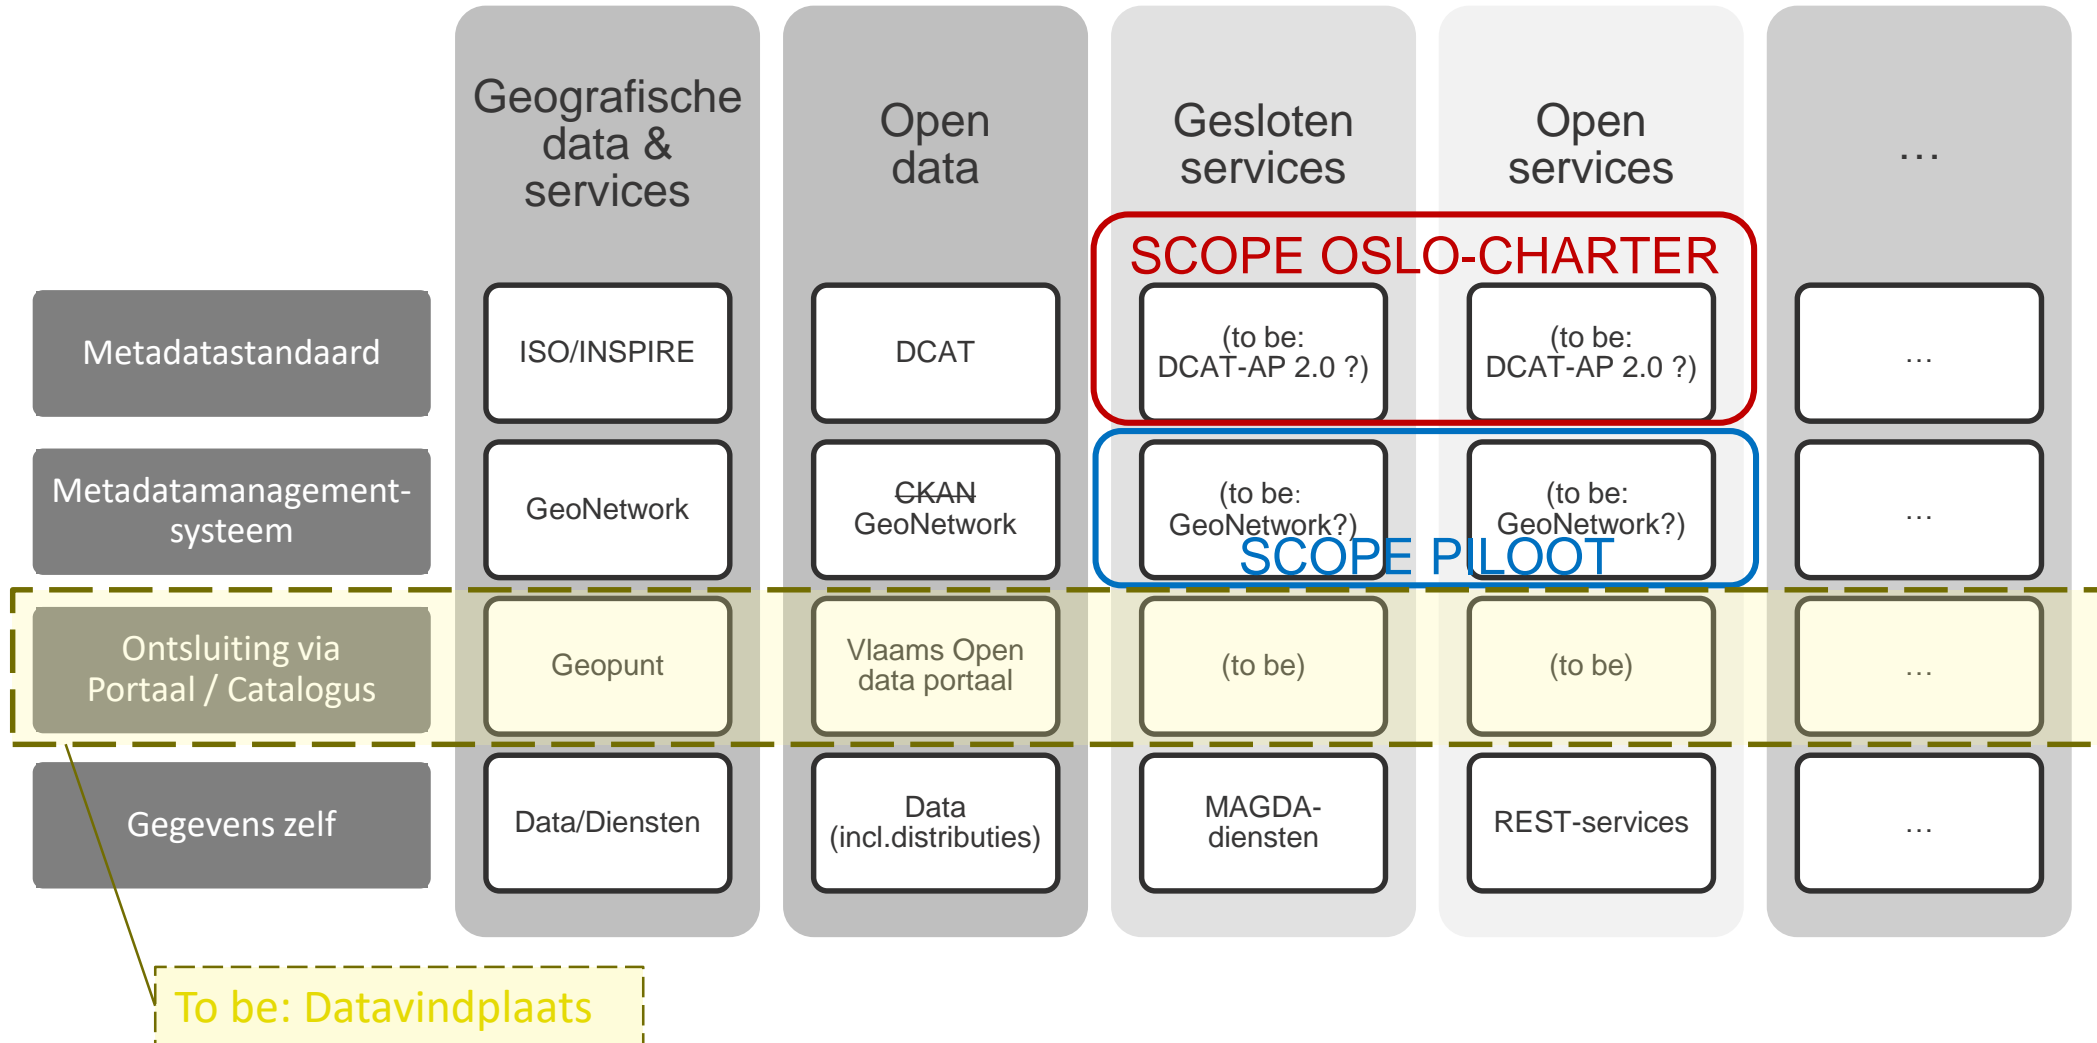 Geografische
data &
services
Open
data
Gesloten
services
Open
services
...
SCOPE OSLO-CHARTER
Metadatastandaard
ISO/INSPIRE
DCAT
(to be:
DCAT-AP 2.0 ?)
(to be:
DCAT-AP 2.0 ?)
...
Metadatamanagement-
systeem
GeoNetwork
CKAN
GeoNetwork
(to be:
GeoNetwork?)
(to be:
GeoNetwork?)
...
SCOPE PILOOT
Ontsluiting via
Portaal / Catalogus
Geopunt
Vlaams Open
data portaal
(to be)
(to be)
...
Gegevens zelf
Data/Diensten
Data
(incl.distributies)
MAGDA-
diensten
REST-services
...
To be: Datavindplaats